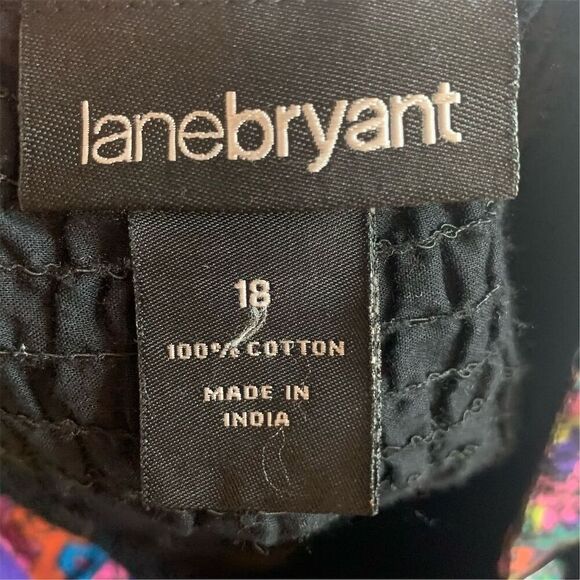 lanebryant
18
100% COTTON
MADE IN
INDIA